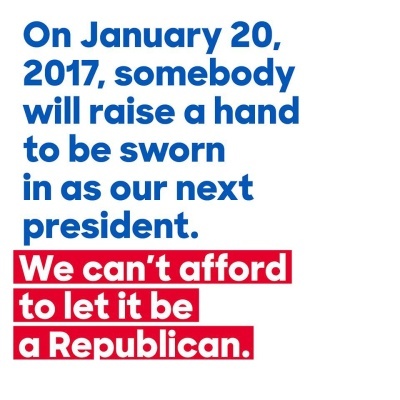 On January 20,
2017, somebody
will raise a hand
to be sworn
in as our next
president.
We can't afford
to let it be
a Republican.